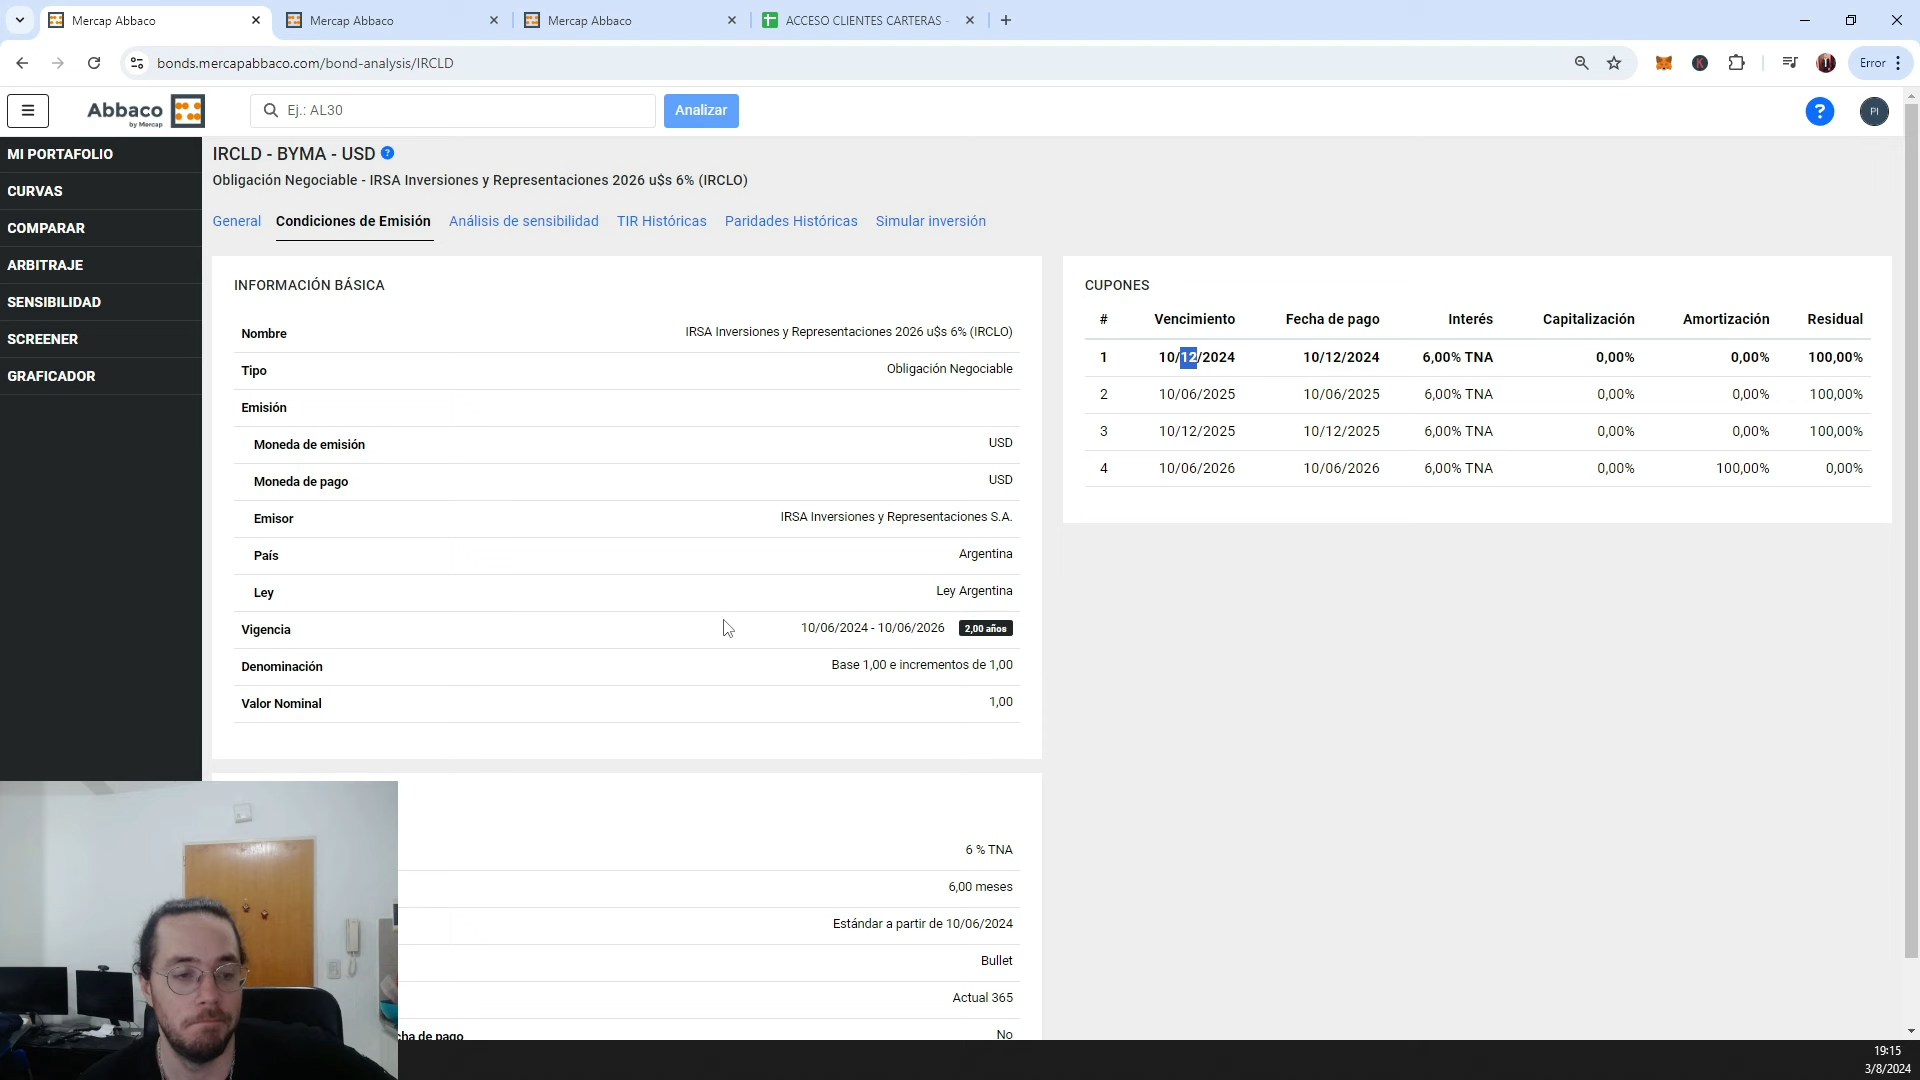 Mercap Abbaco
Mercap Abbaco
Mercap Abbaco
ACCESO CLIENTES CARTERAS -
bonds.mercapabbaco.com/bond-analysis/IRCLD
K
Error
Abbaco
by Mercap
Ej.: AL30
Analizar
?
PI
MI PORTAFOLIO
CURVAS
COMPARAR
ARBITRAJE
SENSIBILIDAD
SCREENER
GRAFICADOR
IRCLD - BYMA - USD ?
Obligación Negociable - IRSA Inversiones y Representaciones 2026 u$s 6% (IRCLO)
General Condiciones de Emisión Análisis de sensibilidad TIR Históricas Paridades Históricas Simular inversión
INFORMACIÓN BÁSICA
Nombre IRSA Inversiones y Representaciones 2026 u$s 6% (IRCLO)
Tipo Obligación Negociable
Emisión
Moneda de emisión USD
Moneda de pago USD
Emisor IRSA Inversiones y Representaciones S.A.
País Argentina
Ley Ley Argentina
Vigencia 10/06/2024 - 10/06/2026 2,00 años
Denominación Base 1,00 e incrementos de 1,00
Valor Nominal 1,00
6 % TNA
6,00 meses
Estándar a partir de 10/06/2024
Bullet
Actual 365
cha de pago No
CUPONES
# Vencimiento Fecha de pago Interés Capitalización Amortización Residual
1 10/12/2024 10/12/2024 6,00% TNA 0,00% 0,00% 100,00%
2 10/06/2025 10/06/2025 6,00% TNA 0,00% 0,00% 100,00%
3 10/12/2025 10/12/2025 6,00% TNA 0,00% 0,00% 100,00%
4 10/06/2026 10/06/2026 6,00% TNA 0,00% 100,00% 0,00%
19:15
3/8/2024